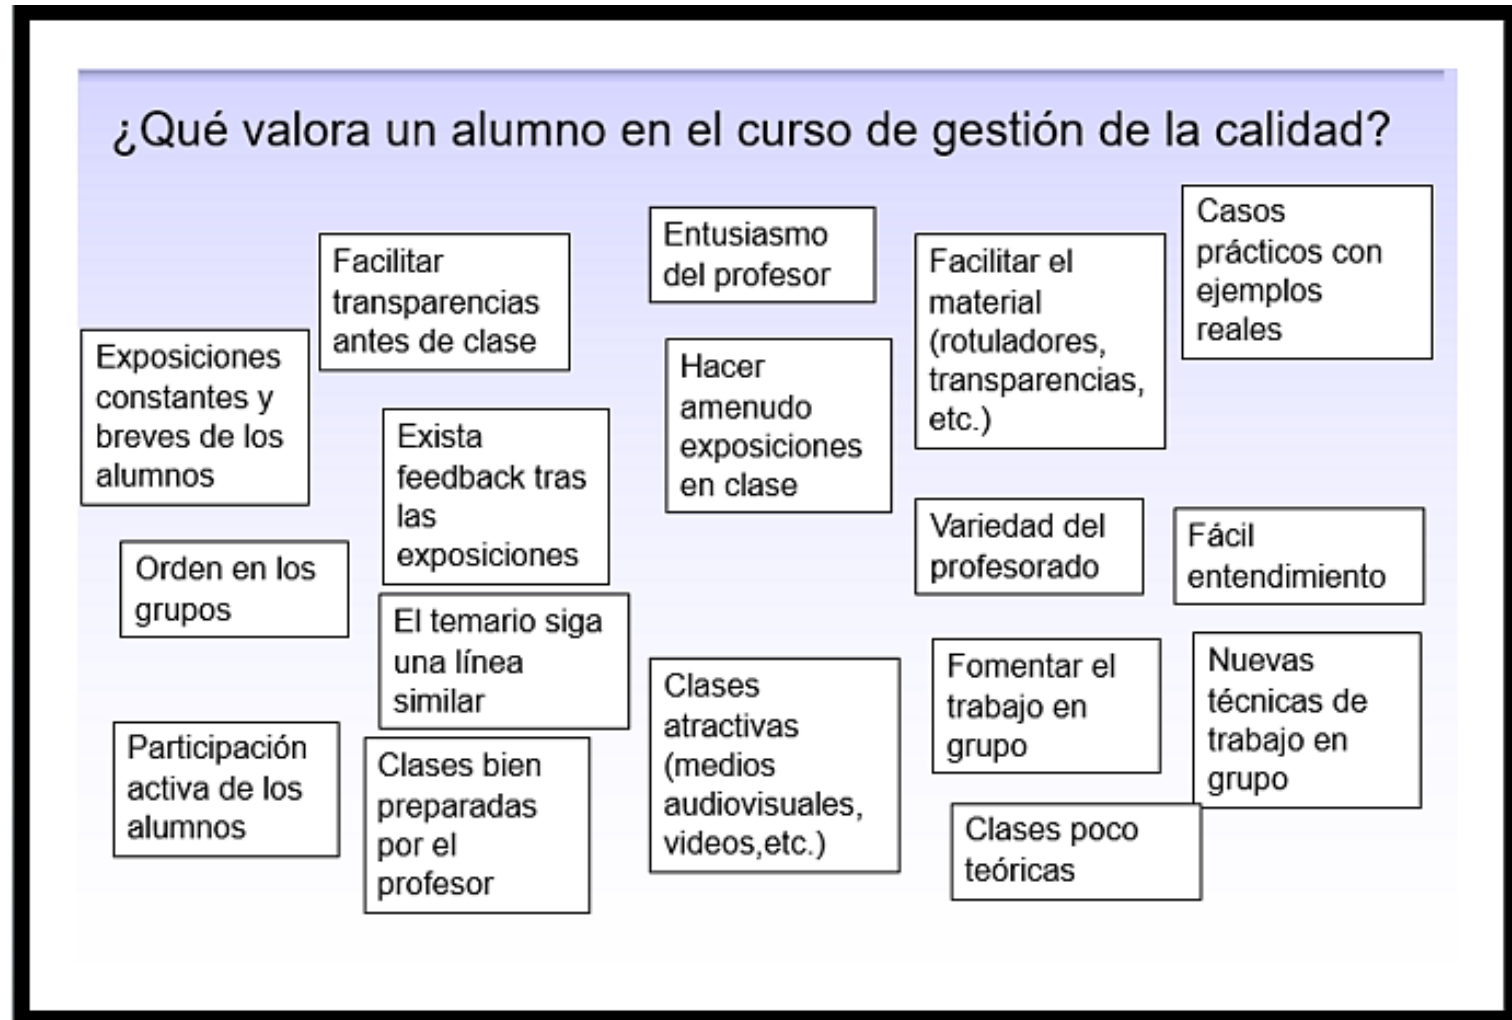 ¿Qué valora un alumno en el curso de gestión de la calidad?
Casos
prácticos con
ejemplos
reales
Entusiasmo
del profesor
Facilitar
transparencias
antes de clase
Facilitar el
material
(rotuladores,
transparencias,
etc.)
Exposiciones
constantes y
breves de los
alumnos
Hacer
amenudo
exposiciones
en clase
Exista
feedback tras
las
exposiciones
Variedad del
profesorado
Fácil
entendimiento
Orden en los
grupos
El temario siga
una línea
similar
Clases
atractivas
(medios
audiovisuales,
videos,etc.)
Fomentar el
trabajo en
grupo
Nuevas
técnicas de
trabajo en
grupo
Participación
activa de los
alumnos
Clases bien
preparadas
por el
profesor
Clases poco
teóricas